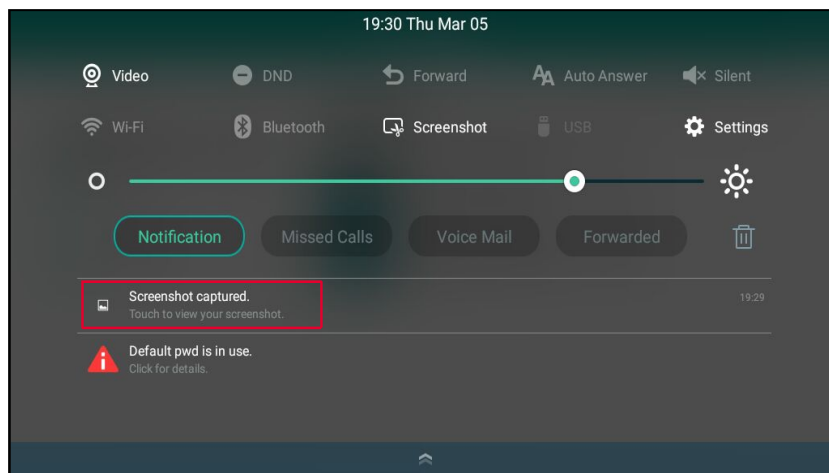 19:30 Thu Mar 05
Video DND Forward Auto Answer Silent
Wi-Fi Bluetooth Screenshot USB Settings
Notification Missed Calls Voice Mail Forwarded
Screenshot captured. 19:29
Touch to view your screenshot.
Default pwd is in use.
Click for details.